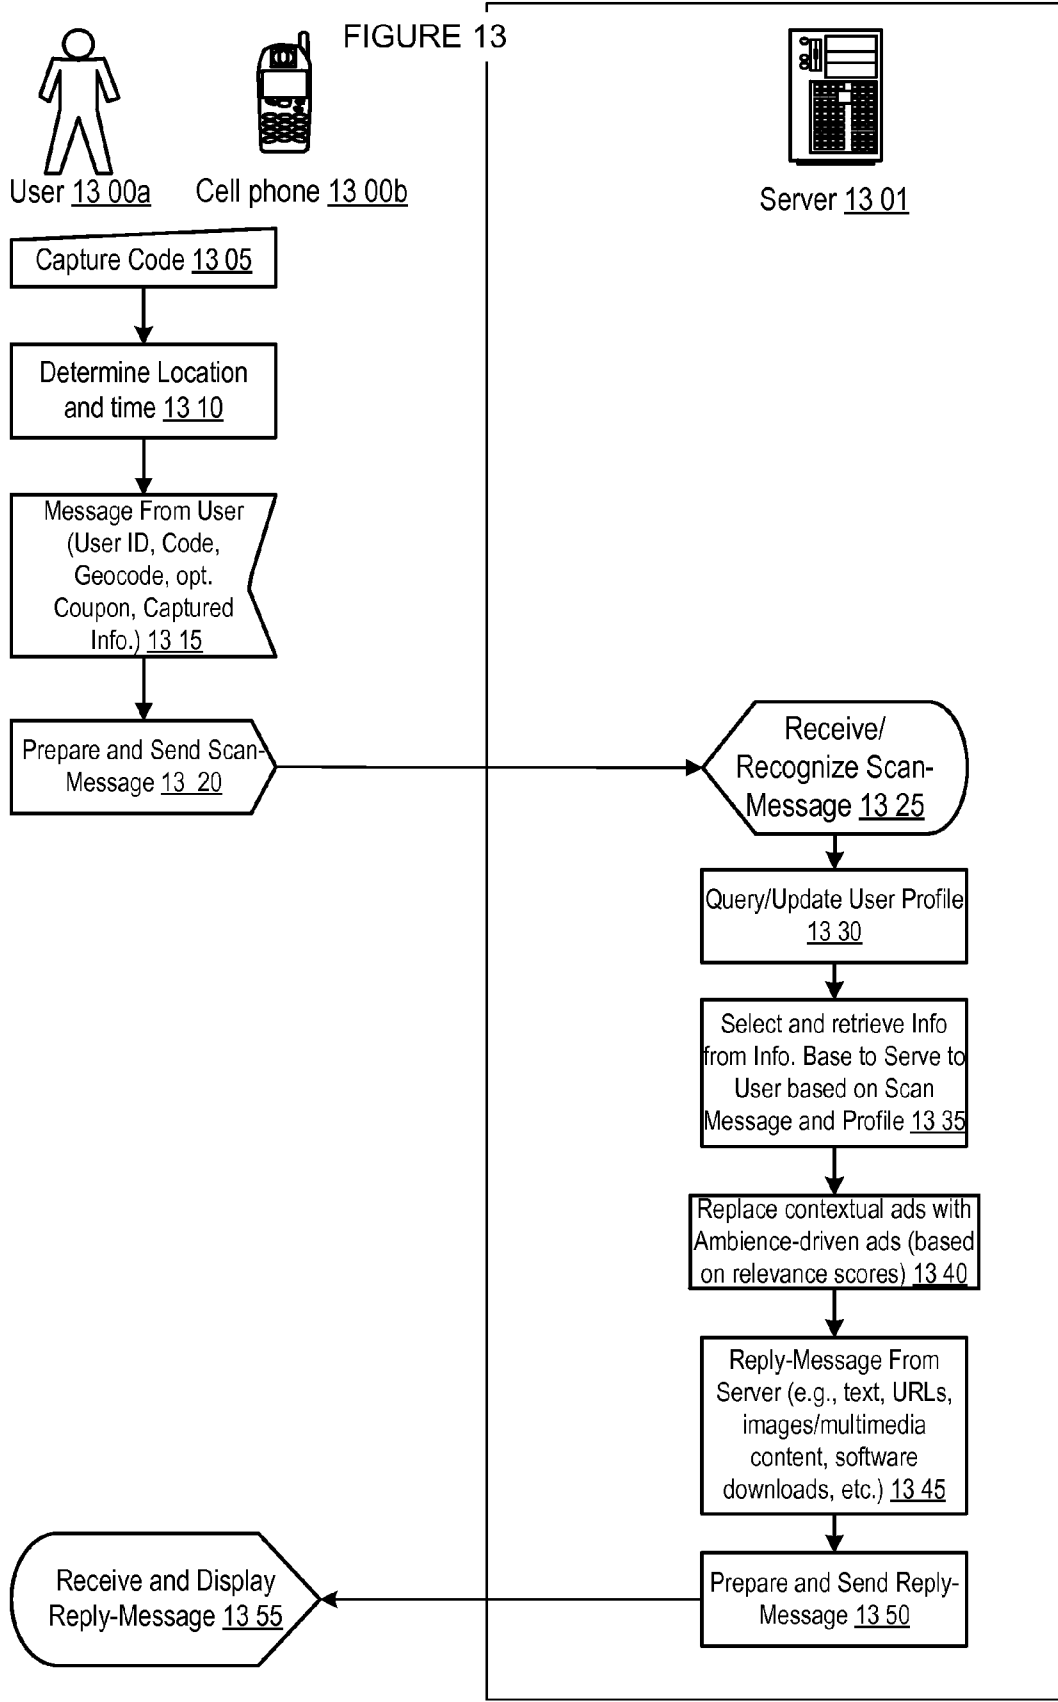 FIGURE 13
User 13 00a
Cell phone 13 00b
Server 13 01
Capture Code 13 05
Determine Location
and time 13 10
Message From User
(User ID, Code,
Geocode, opt.
Coupon, Captured
Info.) 13 15
Prepare and Send Scan-
Message 13 20
Receive/
Recognize Scan-
Message 13 25
Query/Update User Profile
13 30
Select and retrieve Info
from Info. Base to Serve to
User based on Scan
Message and Profile 13 35
Replace contextual ads with
Ambience-driven ads (based
on relevance scores) 13 40
Reply-Message From
Server (e.g., text, URLs,
images/multimedia
content, software
downloads, etc.) 13 45
Prepare and Send Reply-
Message 13 50
Receive and Display
Reply-Message 13 55